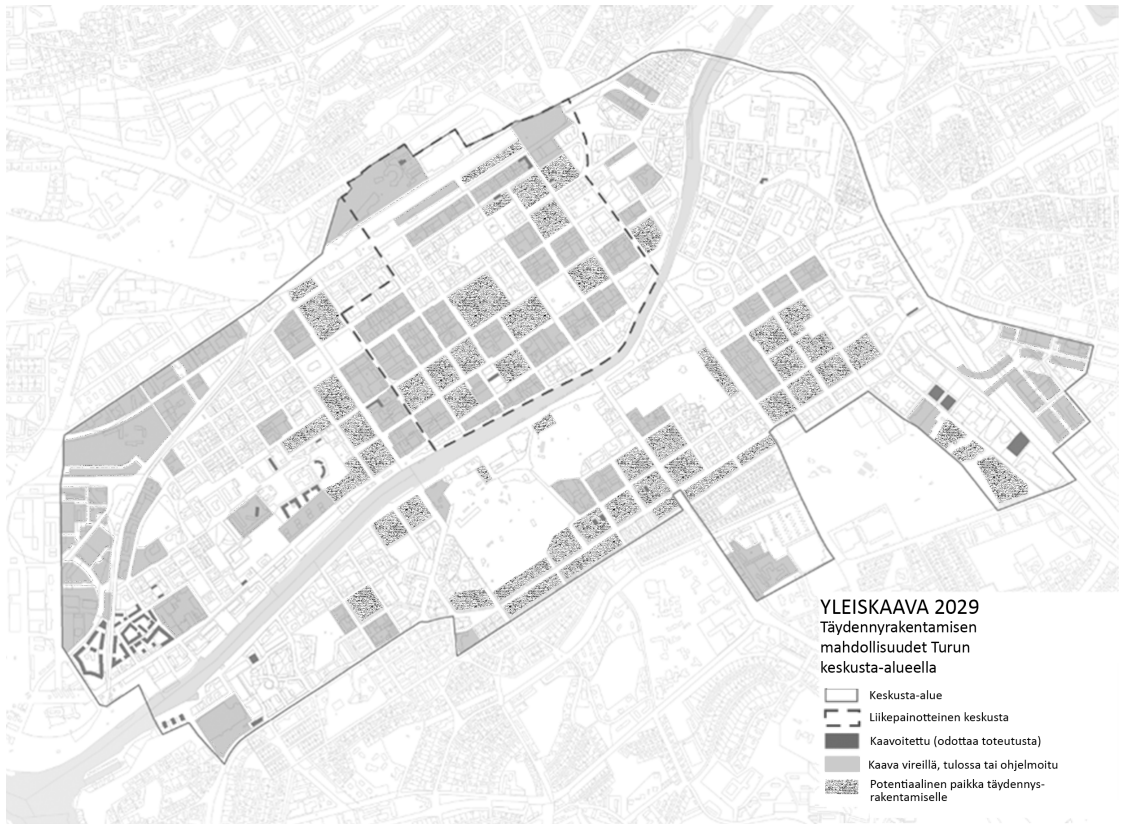 YLEISKAAVA 2029
Täydennyrakentamisen
mahdollisuudet Turun
keskusta-alueella
Keskusta-alue
Liikepainotteinen keskusta
Kaavoitettu (odottaa toteutusta)
Kaava vireillä, tulossa tai ohjelmoitu
Potentiaalinen paikka täydennys-
rakentamiselle